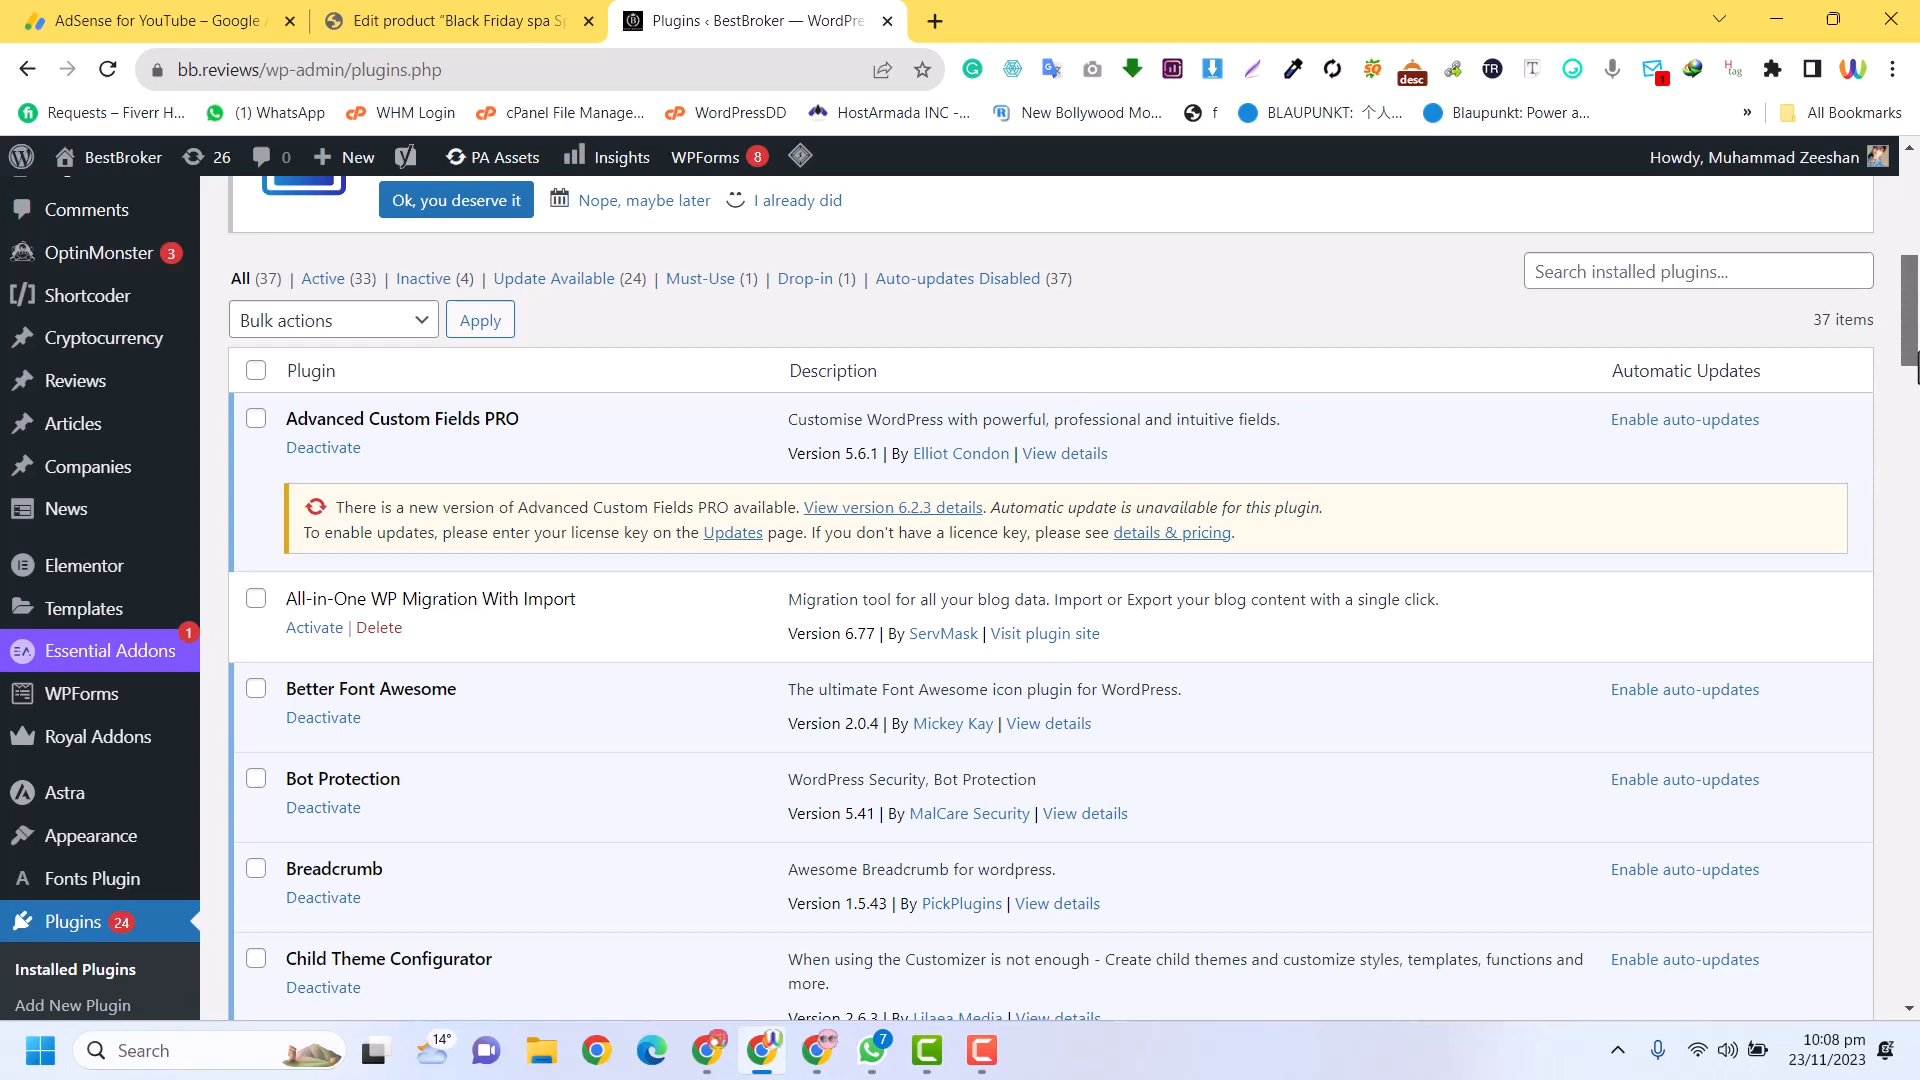 AdSense for YouTube – Google
Edit product “Black Friday spa S
Plugins ‹ BestBroker — WordPre
bb.reviews/wp-admin/plugins.php
desc
TR
T
1
H
tag
Requests – Fiverr H...
(1) WhatsApp
WHM Login
cPanel File Manage...
WordPressDD
HostArmada INC -...
New Bollywood Mo...
f
BLAUPUNKT: 个人...
Blaupunkt: Power a...
»
All Bookmarks
BestBroker
26
0
New
PA Assets
Insights
WPForms 8
Howdy, Muhammad Zeeshan
Comments
OptinMonster 3
Shortcoder
Cryptocurrency
Reviews
Articles
Companies
News
Elementor
Templates
Essential Addons 1
WPForms
Royal Addons
Astra
Appearance
Fonts Plugin
Plugins 24
Installed Plugins
Add New Plugin
Ok, you deserve it
Nope, maybe later
I already did
All (37) | Active (33) | Inactive (4) | Update Available (24) | Must-Use (1) | Drop-in (1) | Auto-updates Disabled (37)
Search installed plugins...
Bulk actions
Apply
37 items
Plugin
Description
Automatic Updates
Advanced Custom Fields PRO
Customise WordPress with powerful, professional and intuitive fields.
Enable auto-updates
Deactivate
Version 5.6.1 | By Elliot Condon | View details
There is a new version of Advanced Custom Fields PRO available. View version 6.2.3 details. Automatic update is unavailable for this plugin.
To enable updates, please enter your license key on the Updates page. If you don't have a licence key, please see details & pricing.
All-in-One WP Migration With Import
Migration tool for all your blog data. Import or Export your blog content with a single click.
Activate | Delete
Version 6.77 | By ServMask | Visit plugin site
Better Font Awesome
The ultimate Font Awesome icon plugin for WordPress.
Enable auto-updates
Deactivate
Version 2.0.4 | By Mickey Kay | View details
Bot Protection
WordPress Security, Bot Protection
Enable auto-updates
Deactivate
Version 5.41 | By MalCare Security | View details
Breadcrumb
Awesome Breadcrumb for wordpress.
Enable auto-updates
Deactivate
Version 1.5.43 | By PickPlugins | View details
Child Theme Configurator
When using the Customizer is not enough - Create child themes and customize styles, templates, functions and
more.
Enable auto-updates
Deactivate
Version 2.6.3 | By Lilaea Media | View details
Search
14°
7
10:08 pm
23/11/2023